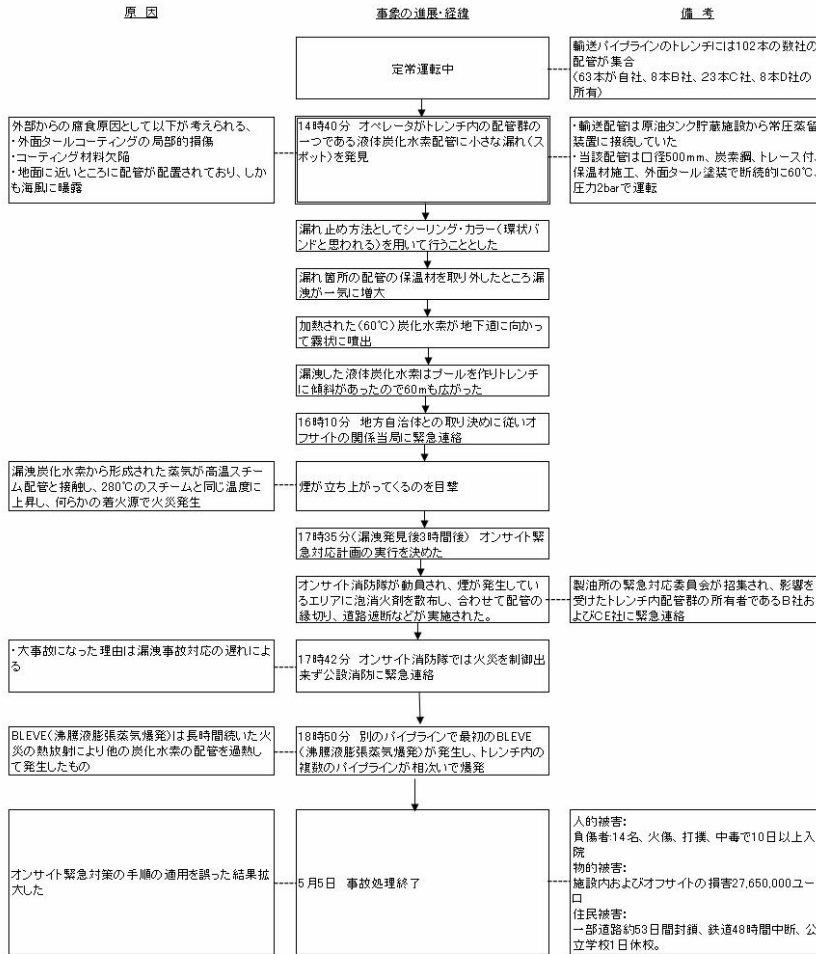 原 因
事象の進展・経緯
備 考
定常運転中
輸送パイプラインのトレンチには102本の数社の
配管が集合
(63本が自社、8本B社、23本C社、8本D社の
所有)
外部からの腐食原因として以下が考えられる、
・外面タールコーティングの局部的損傷
・コーティング材料欠陥
・地面に近いところに配管が配置されており、しか
も海風に曝露
14時40分 オペレータがトレンチ内の配管群の
一つである液体炭化水素配管に小さな漏れ(ス
ポット)を発見
・輸送配管は原油タンク貯蔵施設から常圧蒸留
装置に接続していた
・当該配管は口径500mm、炭素鋼、トレース付、
保温材施工、外面タール塗装で断続的に60℃、
圧力2barで運転
漏れ止め方法としてシーリング・カラー(環状バ
ンドと思われる)を用いて行うこととした
漏れ箇所の配管の保温材を取り外したところ漏
洩が一気に増大
加熱された(60℃)炭化水素が地下道に向かっ
て霧状に噴出
漏洩した液体炭化水素はプールを作りトレンチ
に傾斜があったので60mも広がった
16時10分 地方自治体との取り決めに従いオ
フサイトの関係当局に緊急連絡
漏洩炭化水素から形成された蒸気が高温スチー
ム配管と接触し、280℃のスチームと同じ温度に
上昇し、何らかの着火源で火災発生
煙が立ち上がってくるのを目撃
17時35分(漏洩発見後3時間後) オンサイト緊
急対応計画の実行を決めた
オンサイト消防隊が動員され、煙が発生してい
るエリアに泡消火剤を散布し、合わせて配管の
縁切り、道路遮断などが実施された。
製油所の緊急対応委員会が招集され、影響を
受けたトレンチ内配管群の所有者であるB社お
よびCE社に緊急連絡
・大事故になった理由は漏洩事故対応の遅れによ
る
17時42分 オンサイト消防隊では火災を制御出
来ず公設消防に緊急連絡
BLEVE(沸騰液膨張蒸気爆発)は長時間続いた火
災の熱放射により他の炭化水素の配管を過熱し
て発生したもの
18時50分 別のパイプラインで最初のBLEVE
(沸騰液膨張蒸気爆発)が発生し、トレンチ内の
複数のパイプラインが相次いで爆発
オンサイト緊急対策の手順の適用を誤った結果拡
大した
5月5日 事故処理終了
人的被害:
負傷者:14名、火傷、打撲、中毒で10日以上入
院
物的被害:
施設内およびオフサイトの損害27,650,000ユー
ロ
住民被害:
一部道路約53日間封鎖、鉄道48時間中断、公
立学校1日休校。